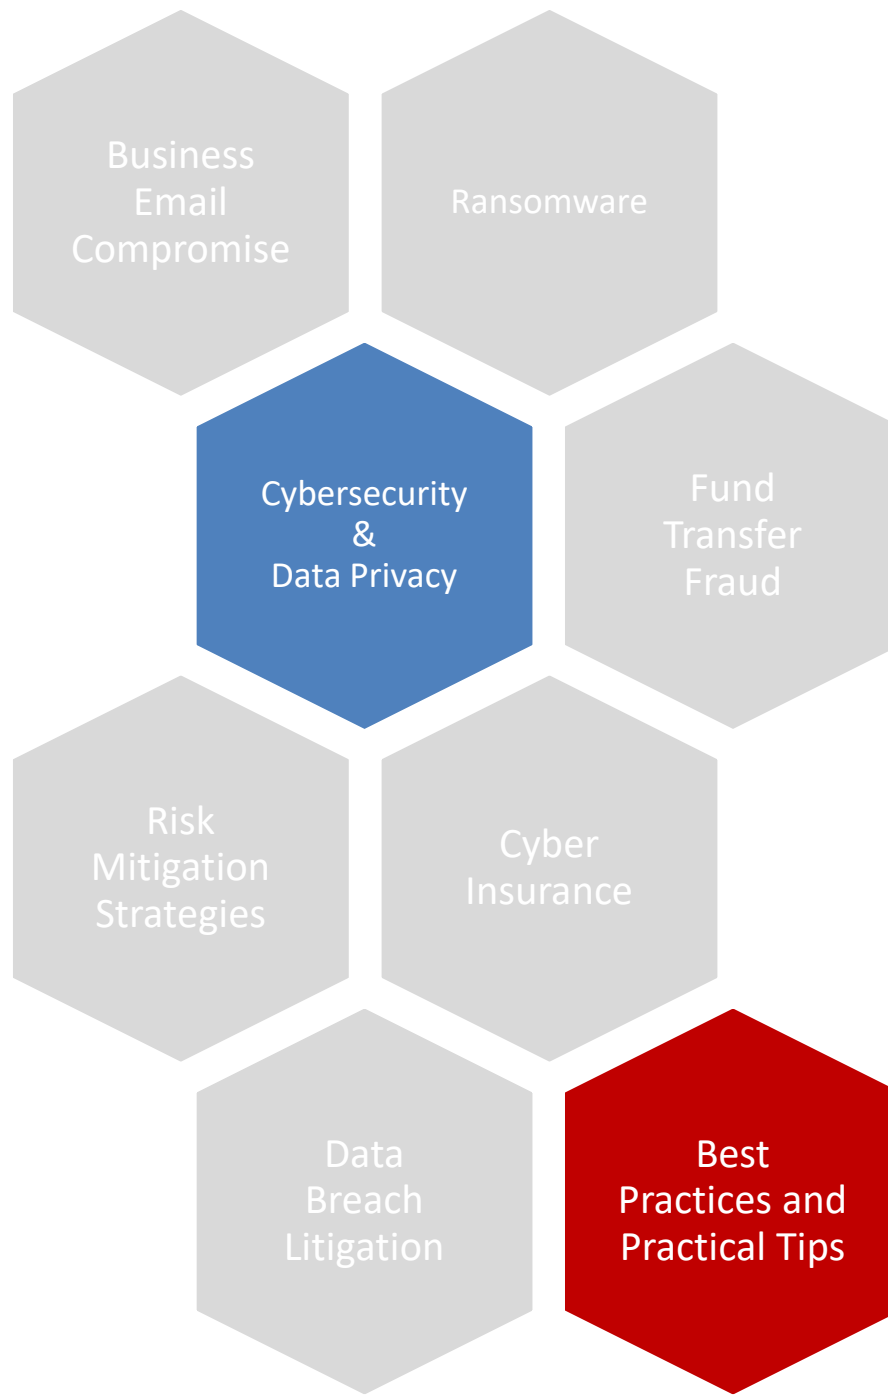 Business
Email
Compromise
Ransomware
Cybersecurity
&
Data Privacy
Fund
Transfer
Fraud
Risk
Mitigation
Strategies
Cyber
Insurance
Data
Breach
Litigation
Best
Practices and
Practical Tips